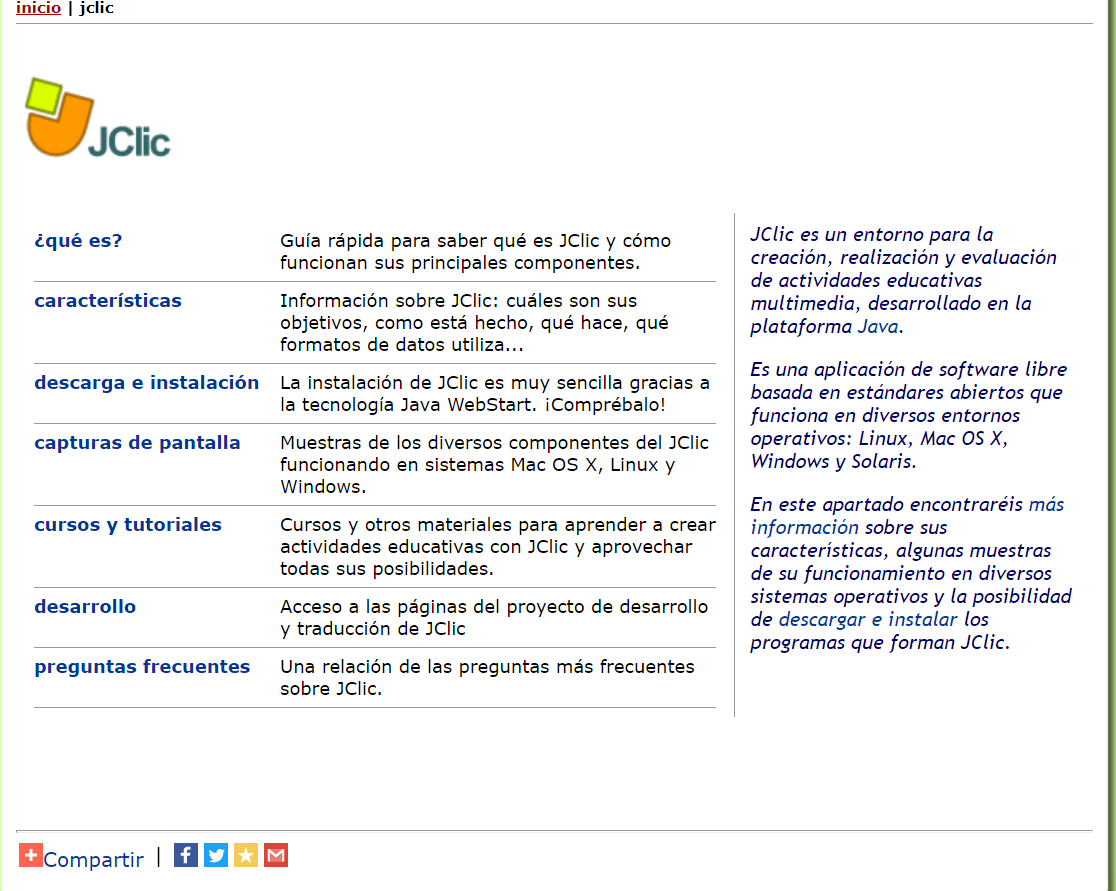 inicio | jclic
JClic
¿qué es?
Guía rápida para saber qué es JClic y cómo
funcionan sus principales componentes.
características
Información sobre JClic: cuáles son sus
objetivos, como está hecho, qué hace, qué
formatos de datos utiliza...
descarga e instalación
La instalación de JClic es muy sencilla gracias a
la tecnología Java WebStart. ¡Comprébalo!
capturas de pantalla
Muestras de los diversos componentes del JClic
funcionando en sistemas Mac OS X, Linux y
Windows.
cursos y tutoriales
Cursos y otros materiales para aprender a crear
actividades educativas con JClic y aprovechar
todas sus posibilidades.
desarrollo
Acceso a las páginas del proyecto de desarrollo
y traducción de JClic
preguntas frecuentes
Una relación de las preguntas más frecuentes
sobre JClic.
JClic es un entorno para la
creación, realización y evaluación
de actividades educativas
multimedia, desarrollado en la
plataforma Java.
Es una aplicación de software libre
basada en estándares abiertos que
funciona en diversos entornos
operativos: Linux, Mac OS X,
Windows y Solaris.
En este apartado encontraréis más
información sobre sus
características, algunas muestras
de su funcionamiento en diversos
sistemas operativos y la posibilidad
de descargar e instalar los
programas que forman JClic.
Compartir |